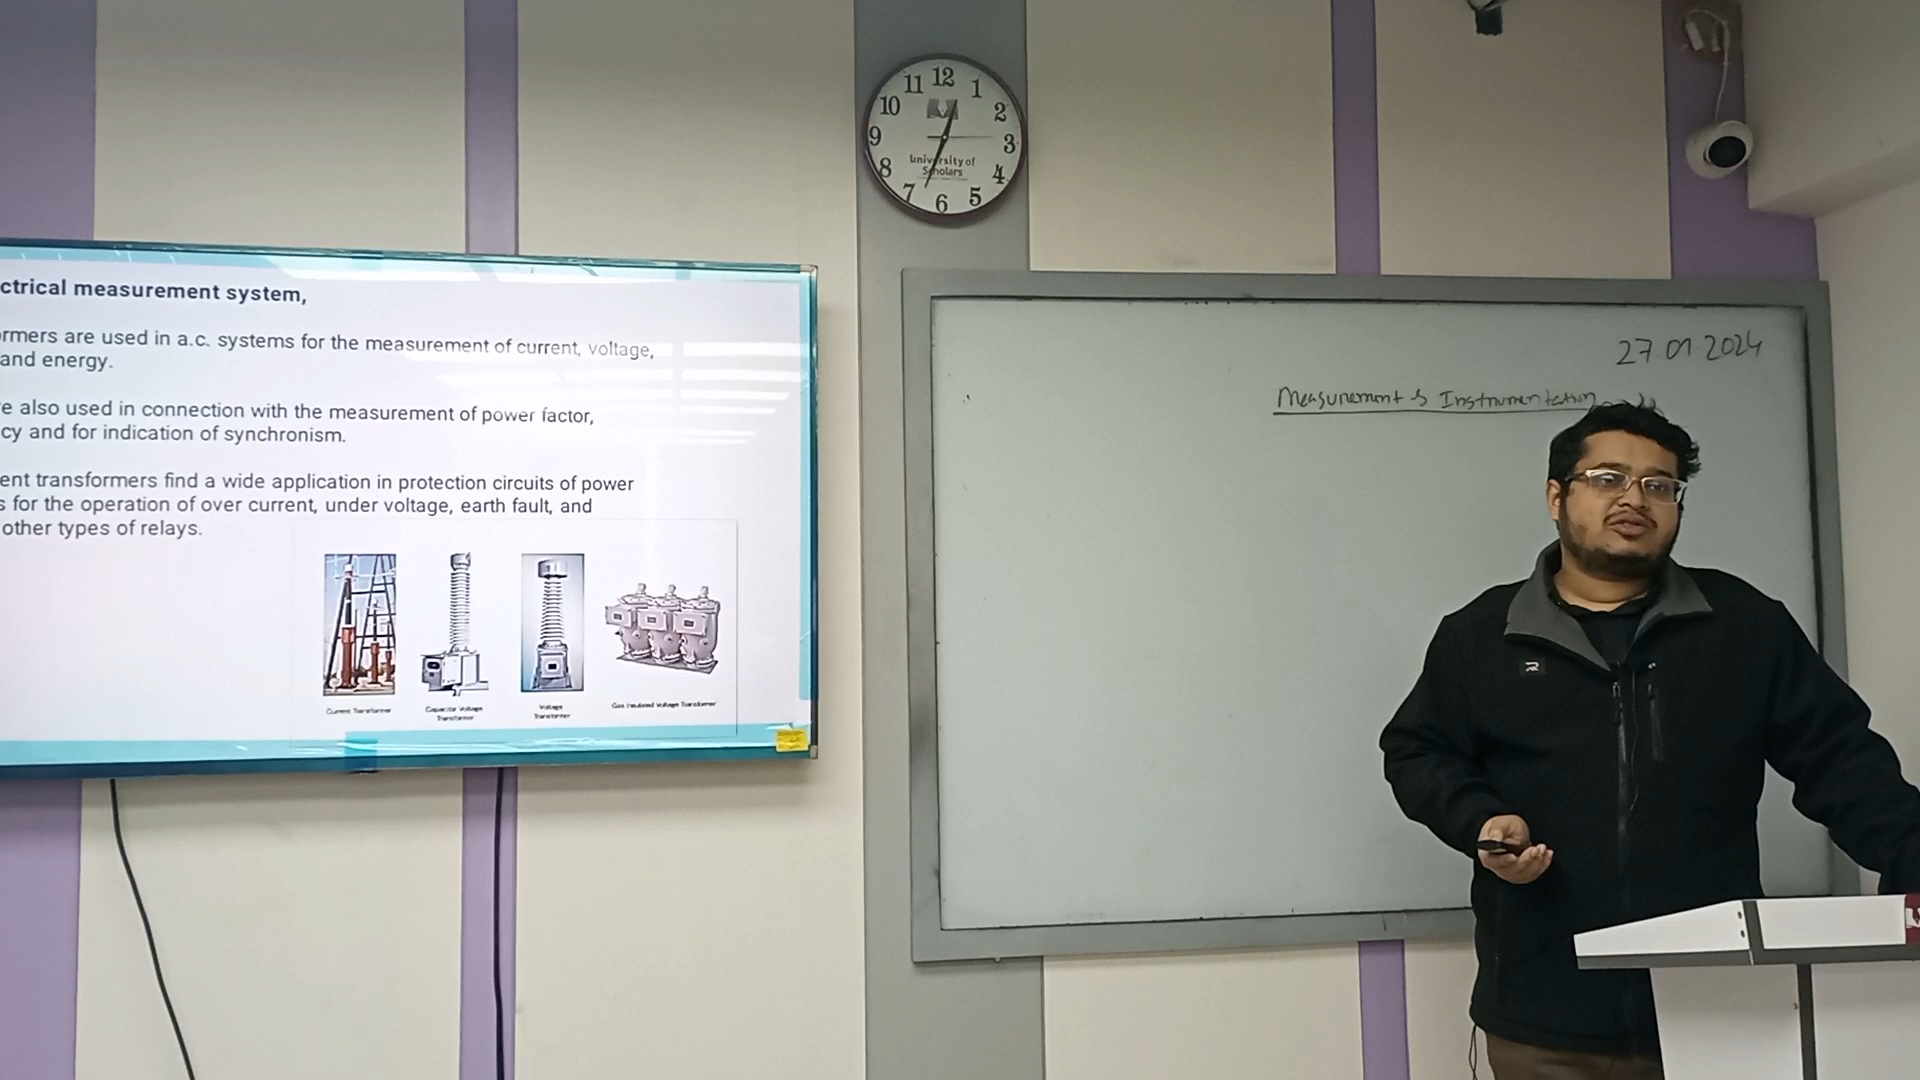 11 12 1
10 2
9 3
8 4
7 6 5
University of
Scholars
ctrical measurement system,
rmers are used in a.c. systems for the measurement of current, voltage,
and energy.
e also used in connection with the measurement of power factor,
cy and for indication of synchronism.
ent transformers find a wide application in protection circuits of power
s for the operation of over current, under voltage, earth fault, and
other types of relays.
Current Transformer
Capacitor Voltage
Transformer
Voltage
Transformer
Gas Insulated Voltage Transformer
27.01 2024
Measurement & Instrumentation